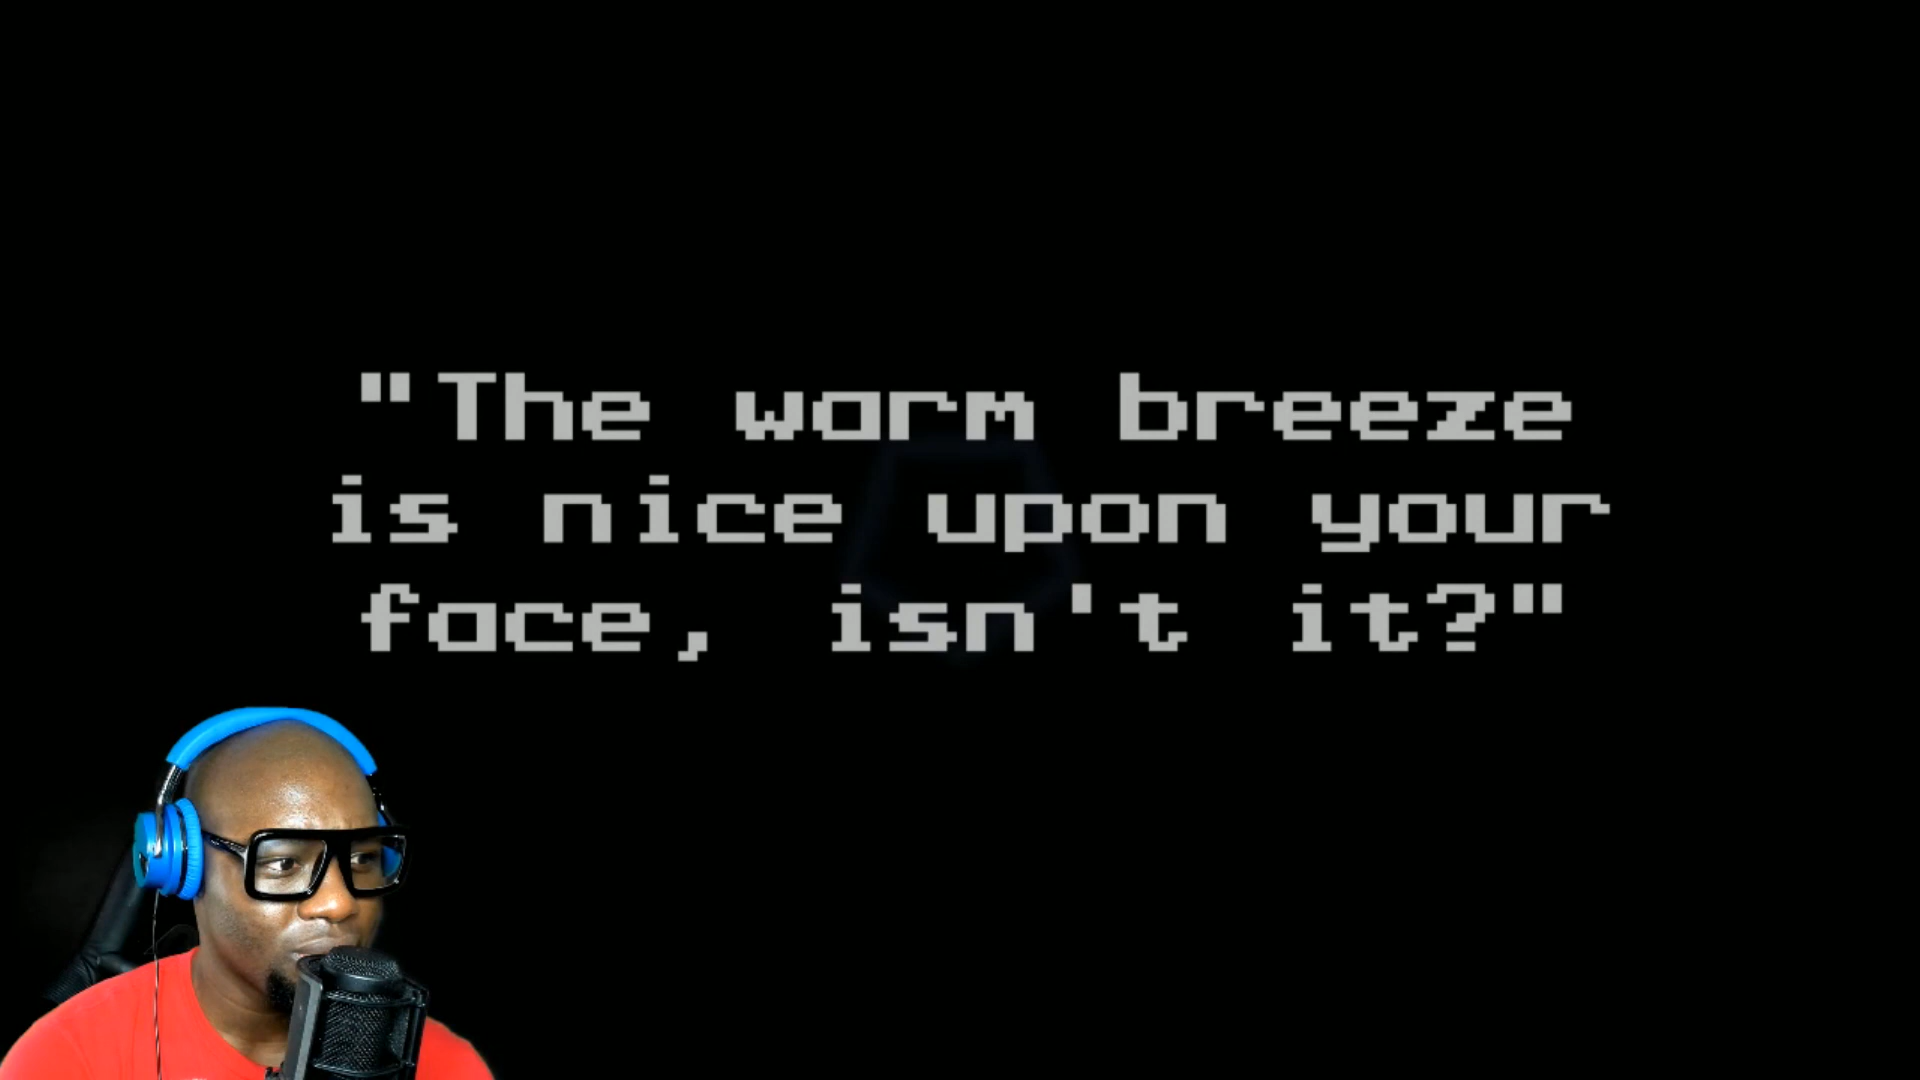 "The warm breeze
is nice upon your
face, isn't it?"